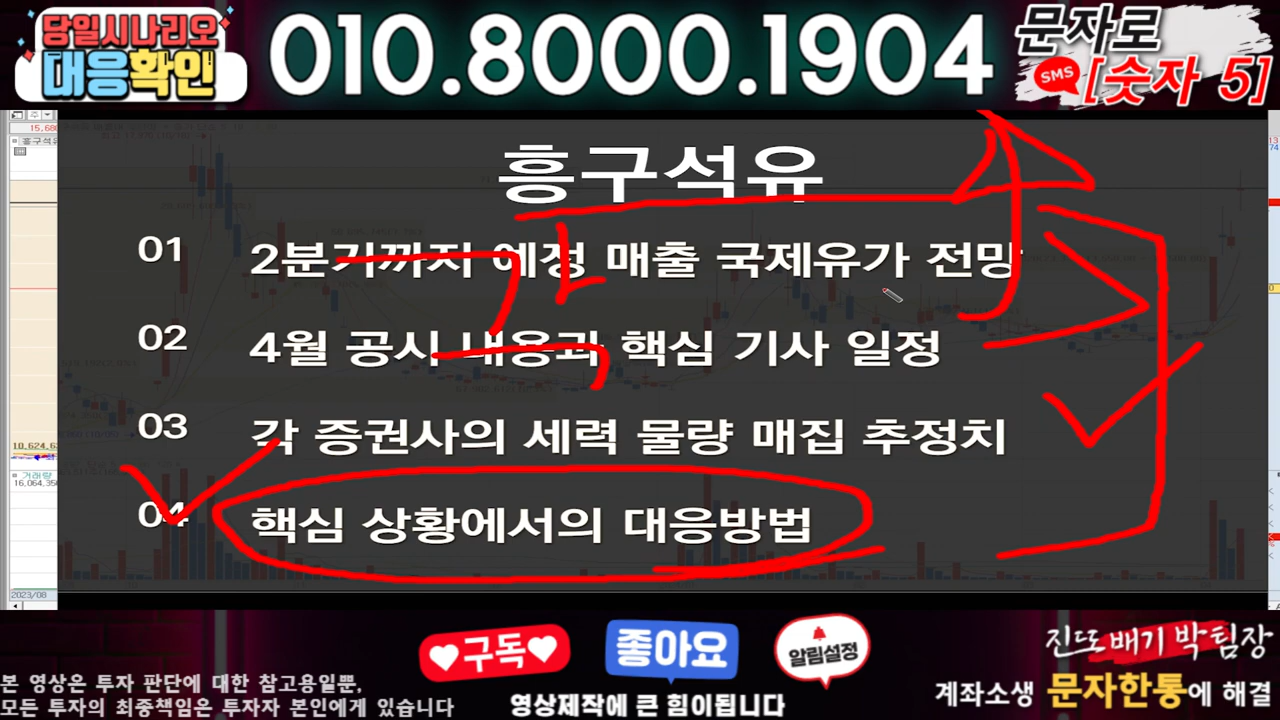 당일시나리오
대응확인
010.8000.1904
문자로
SMS [숫자 5]
흥구석유
01 2분기까지 예정 매출 국제유가 전망
02 4월 공시 내용과 핵심 기사 일정
03 각 증권사의 세력 물량 매집 추정치
04 핵심 상황에서의 대응방법
거래량
2023/08
구독
좋아요
알림설정
진또배기 박팀장
본 영상은 투자 판단에 대한 참고용일뿐,
모든 투자의 최종책임은 투자자 본인에게 있습니다
영상제작에 큰 힘이됩니다
계좌소생 문자한통에 해결